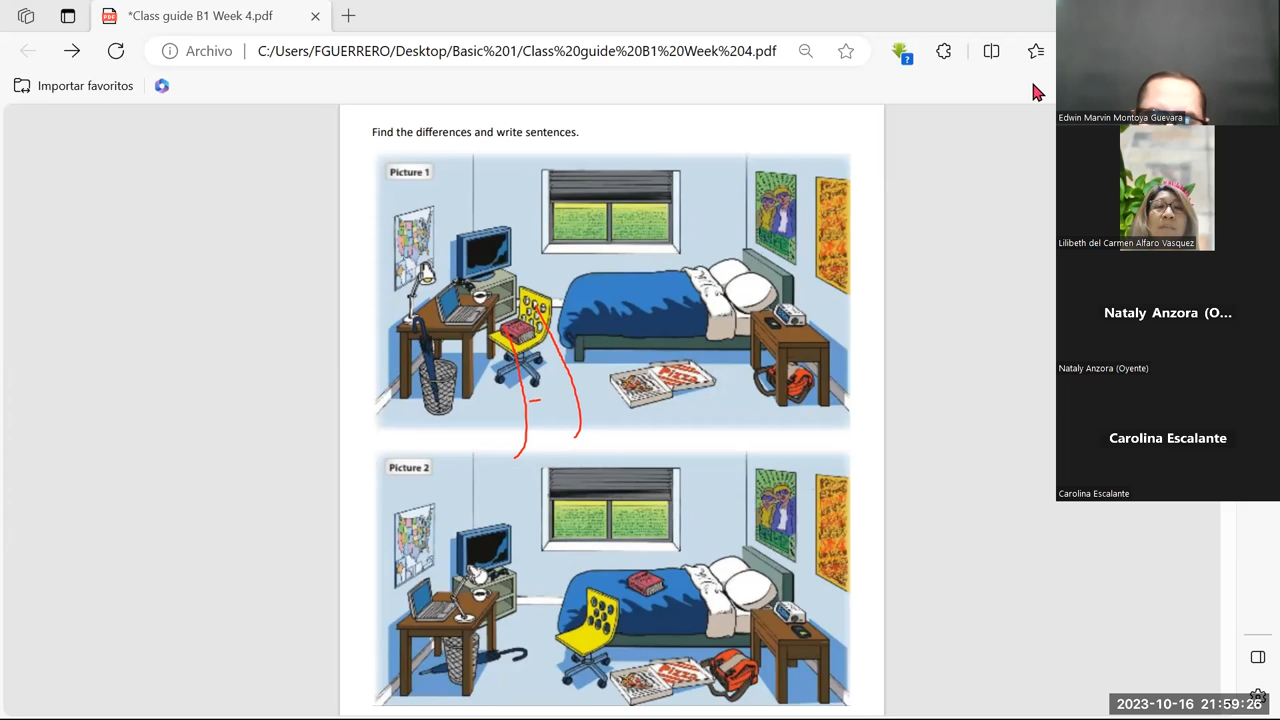 *Class guide B1 Week 4.pdf
Archivo
C:/Users/FGUERRERO/Desktop/Basic%201/Class%20guide%20B1%20Week%204.pdf
Importar favoritos
Find the differences and write sentences.
Picture 1
Picture 2
Edwin Marvin Montoya Guevara
Lilibeth del Carmen Alfaro Vasquez
Nataly Anzora (O...
Nataly Anzora (Oyente)
Carolina Escalante
Carolina Escalante
2023-10-16 21:59:26